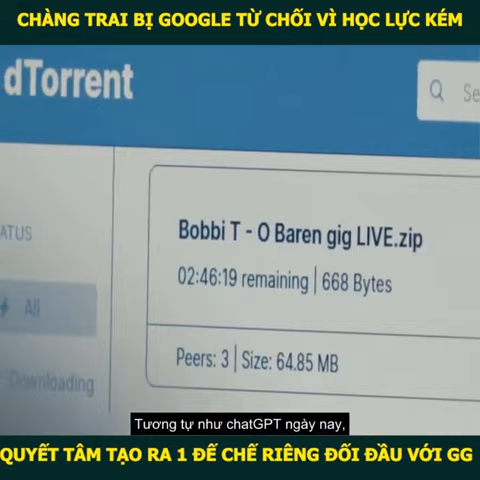 CHÀNG TRAI BỊ GOOGLE TỪ CHỐI VÌ HỌC LỰC KÉM
dTorrent
Se
ATUS
Bobbi T - O Baren gig LIVE.zip
02:46:19 remaining | 668 Bytes
All
Peers: 3 | Size: 64.85 MB
Downloading
Tương tự như chatGPT ngày nay,
QUYẾT TÂM TẠO RA 1 ĐẾ CHẾ RIÊNG ĐỐI ĐẦU VỚI GG